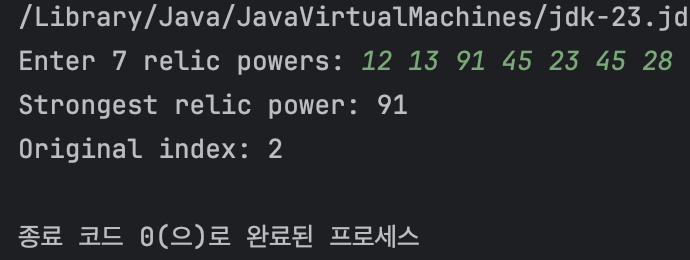 /Library/Java/JavaVirtualMachines/jdk-23.jd
Enter 7 relic powers: 12 13 91 45 23 45 28
Strongest relic power: 91
Original index: 2
종료 코드 0(으)로 완료된 프로세스